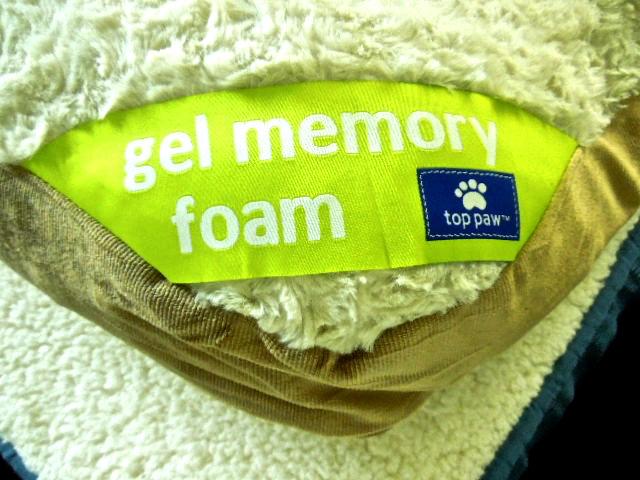 gel memory
foam
top paw™